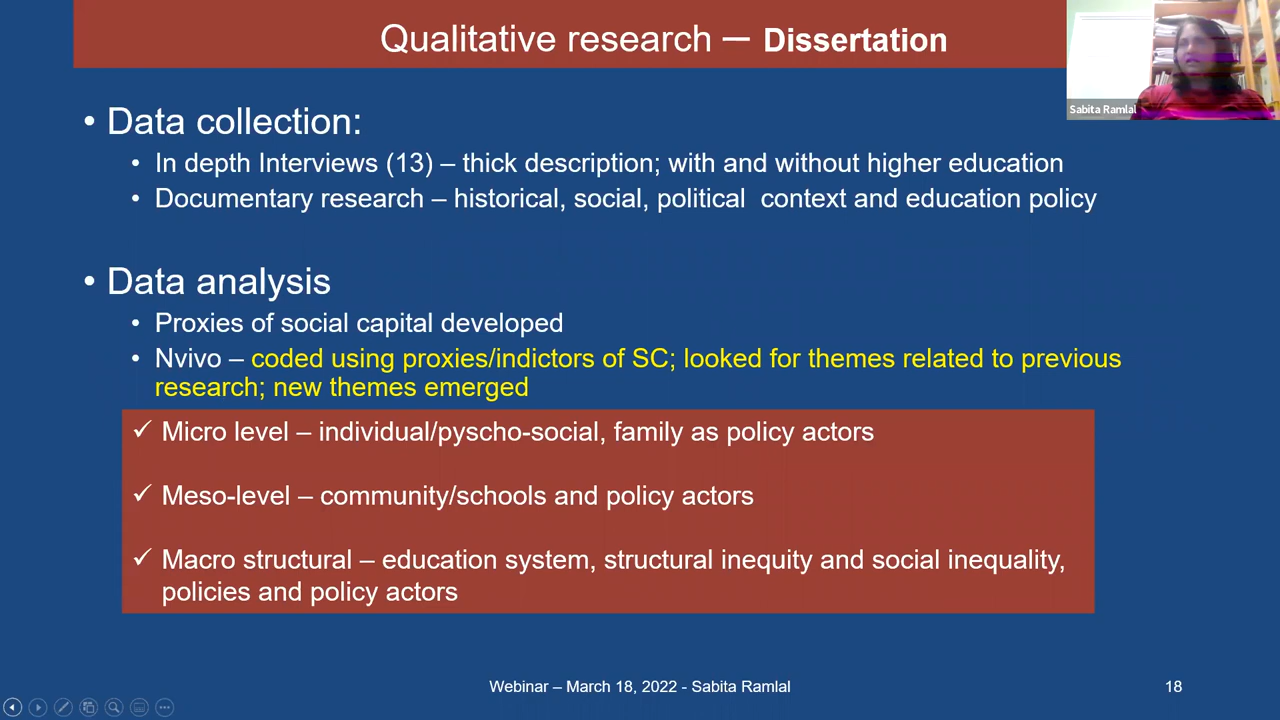 Qualitative research — Dissertation
Sabita Ramlal
• Data collection:
• In depth Interviews (13) – thick description; with and without higher education
• Documentary research – historical, social, political context and education policy
• Data analysis
• Proxies of social capital developed
• Nvivo – coded using proxies/indictors of SC; looked for themes related to previous
research; new themes emerged
✓ Micro level – individual/pyscho-social, family as policy actors
✓ Meso-level – community/schools and policy actors
✓ Macro structural – education system, structural inequity and social inequality,
policies and policy actors
Webinar – March 18, 2022 - Sabita Ramlal
18